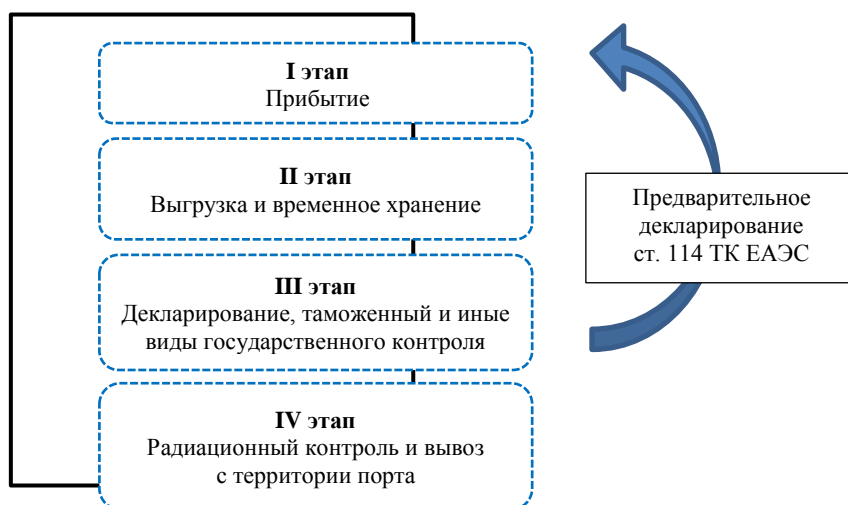 I этап
Прибытие
II этап
Выгрузка и временное хранение
III этап
Декларирование, таможенный и иные
виды государственного контроля
IV этап
Радиационный контроль и вывоз
с территории порта
Предварительное
декларирование
ст. 114 ТК ЕАЭС